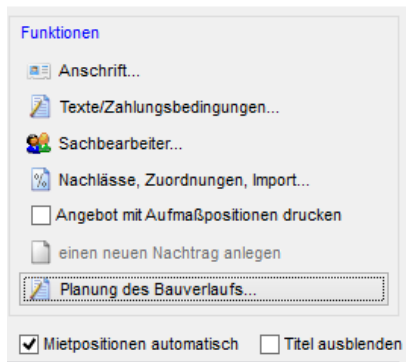 Funktionen
Anschrift...
Texte/Zahlungsbedingungen...
Sachbearbeiter...
Nachlässe, Zuordnungen, Import...
Angebot mit Aufmaßpositionen drucken
einen neuen Nachtrag anlegen
Planung des Bauverlaufs...
Mietpositionen automatisch Titel ausblenden